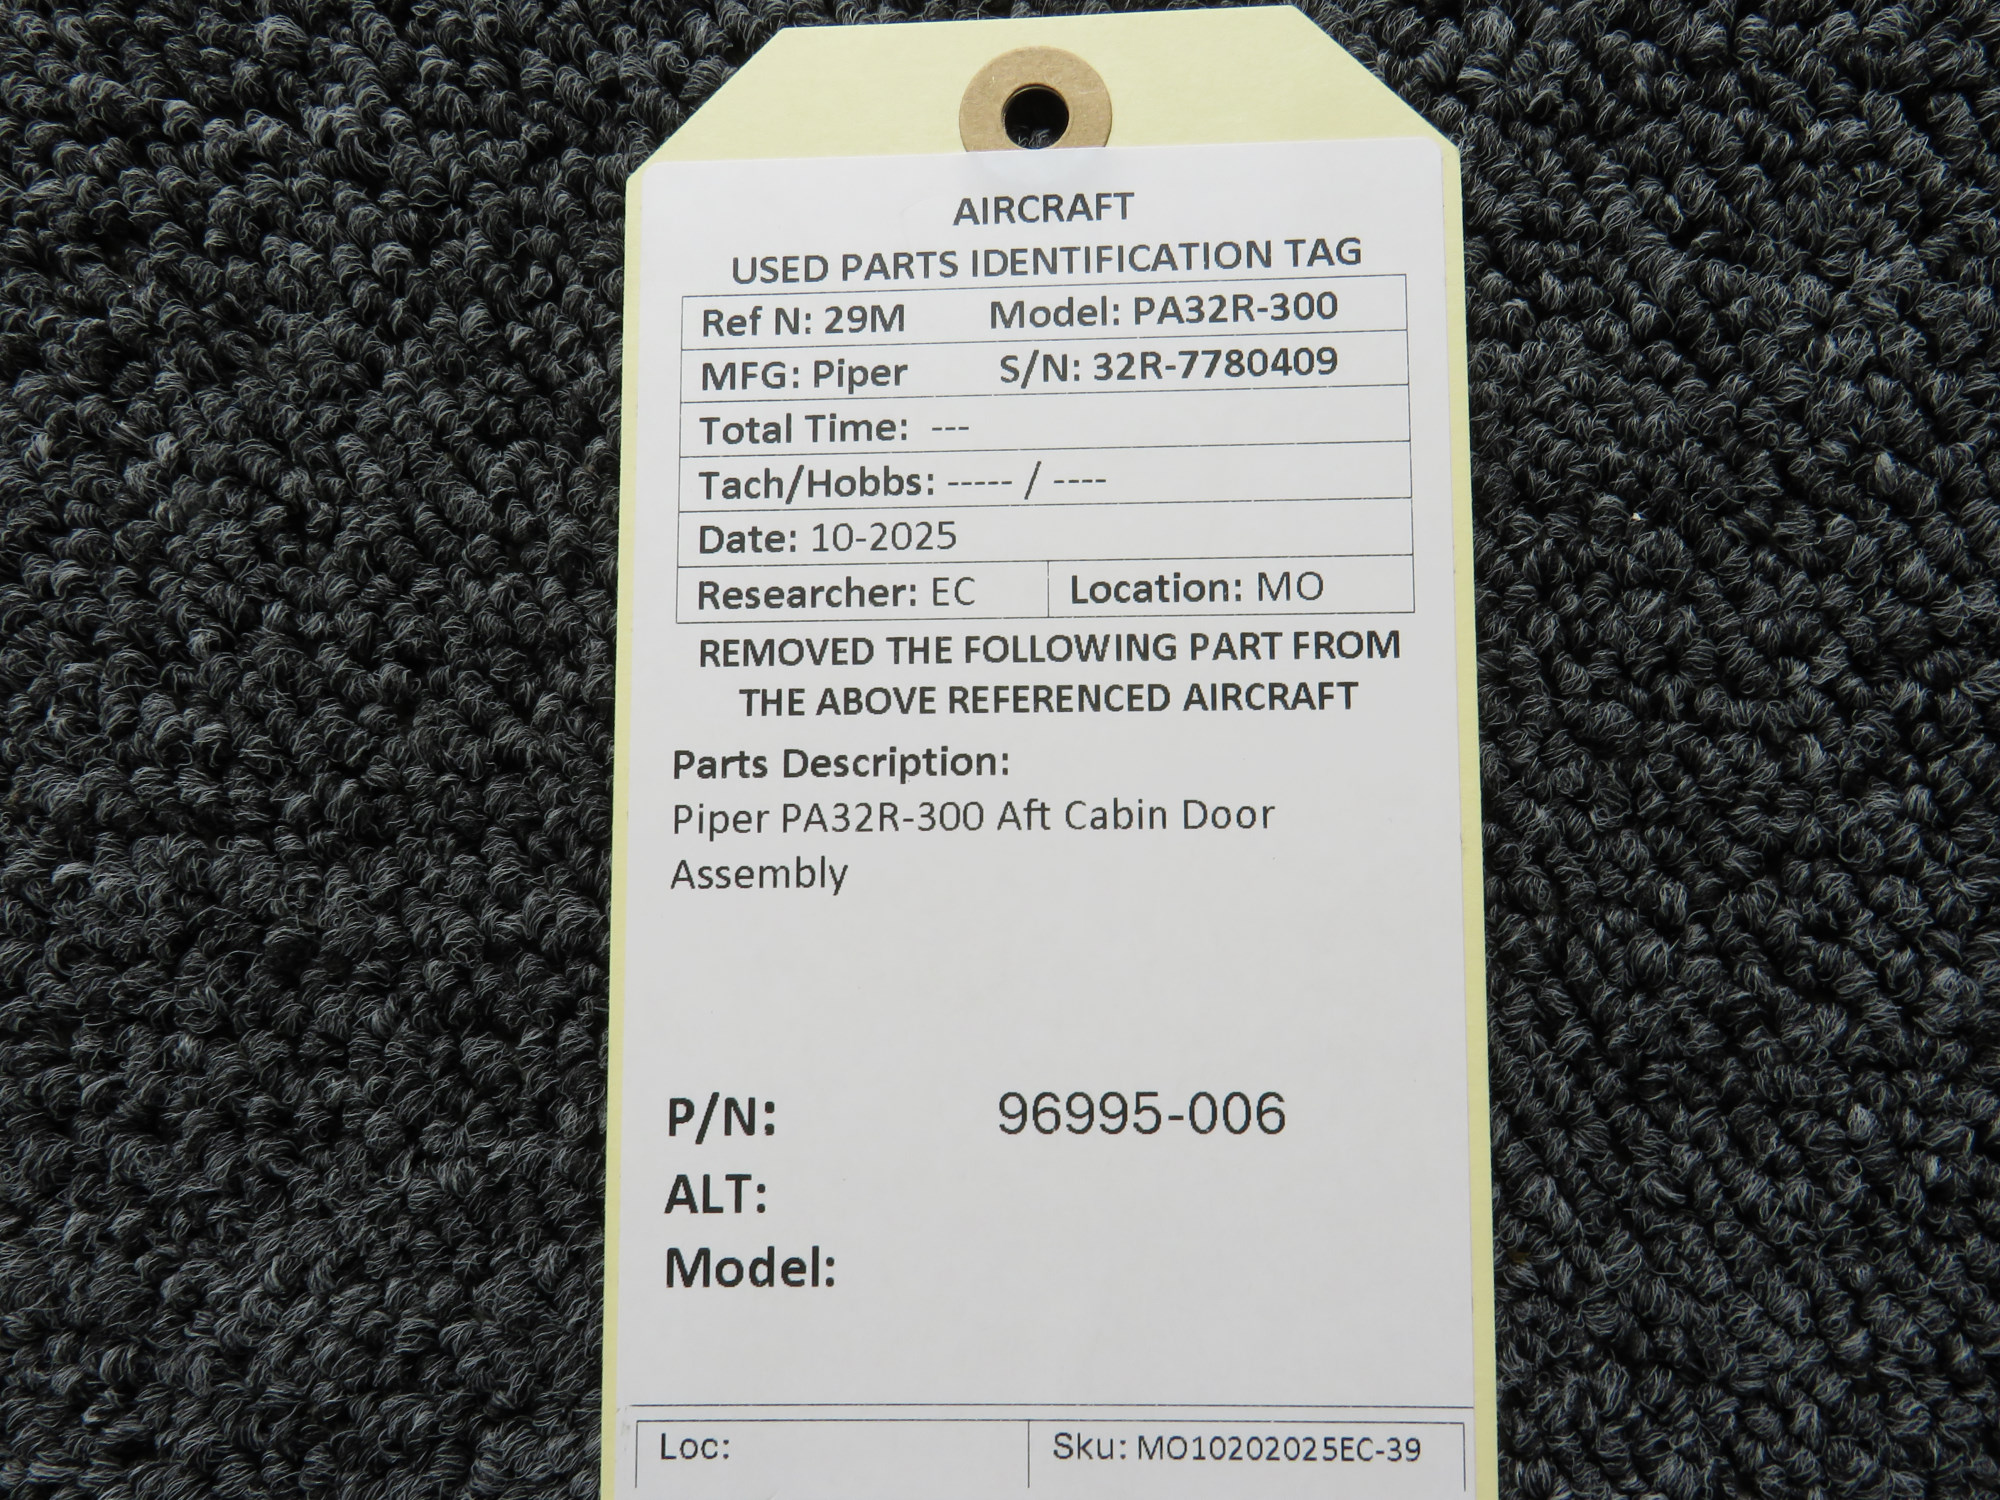 AIRCRAFT
USED PARTS IDENTIFICATION TAG
Ref N: 29M Model: PA32R-300
MFG: Piper S/N: 32R-7780409
Total Time: ---
Tach/Hobbs: ----- / ----
Date: 10-2025
Researcher: EC Location: MO
REMOVED THE FOLLOWING PART FROM
THE ABOVE REFERENCED AIRCRAFT
Parts Description:
Piper PA32R-300 Aft Cabin Door
Assembly
P/N: 96995-006
ALT:
Model:
Loc: Sku: MO10202025EC-39